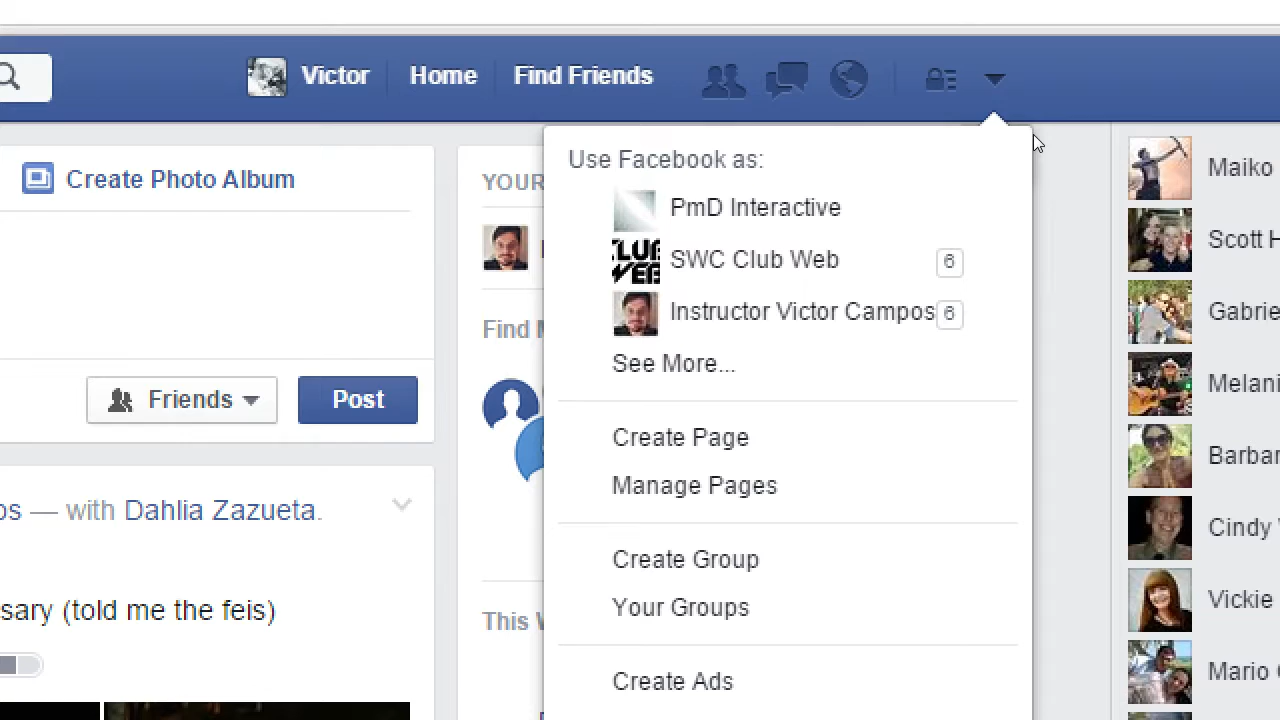 Victor Home Find Friends
Create Photo Album
Friends Post
os — with Dahlia Zazueta.
sary (told me the feis)
YOUR
Find M
This W
Use Facebook as:
PmD Interactive
CLUB
WEB
SWC Club Web 6
Instructor Victor Campos 6
See More...
Create Page
Manage Pages
Create Group
Your Groups
Create Ads
Maiko
Scott H
Gabrie
Melani
Barbar
Cindy
Vickie
Mario